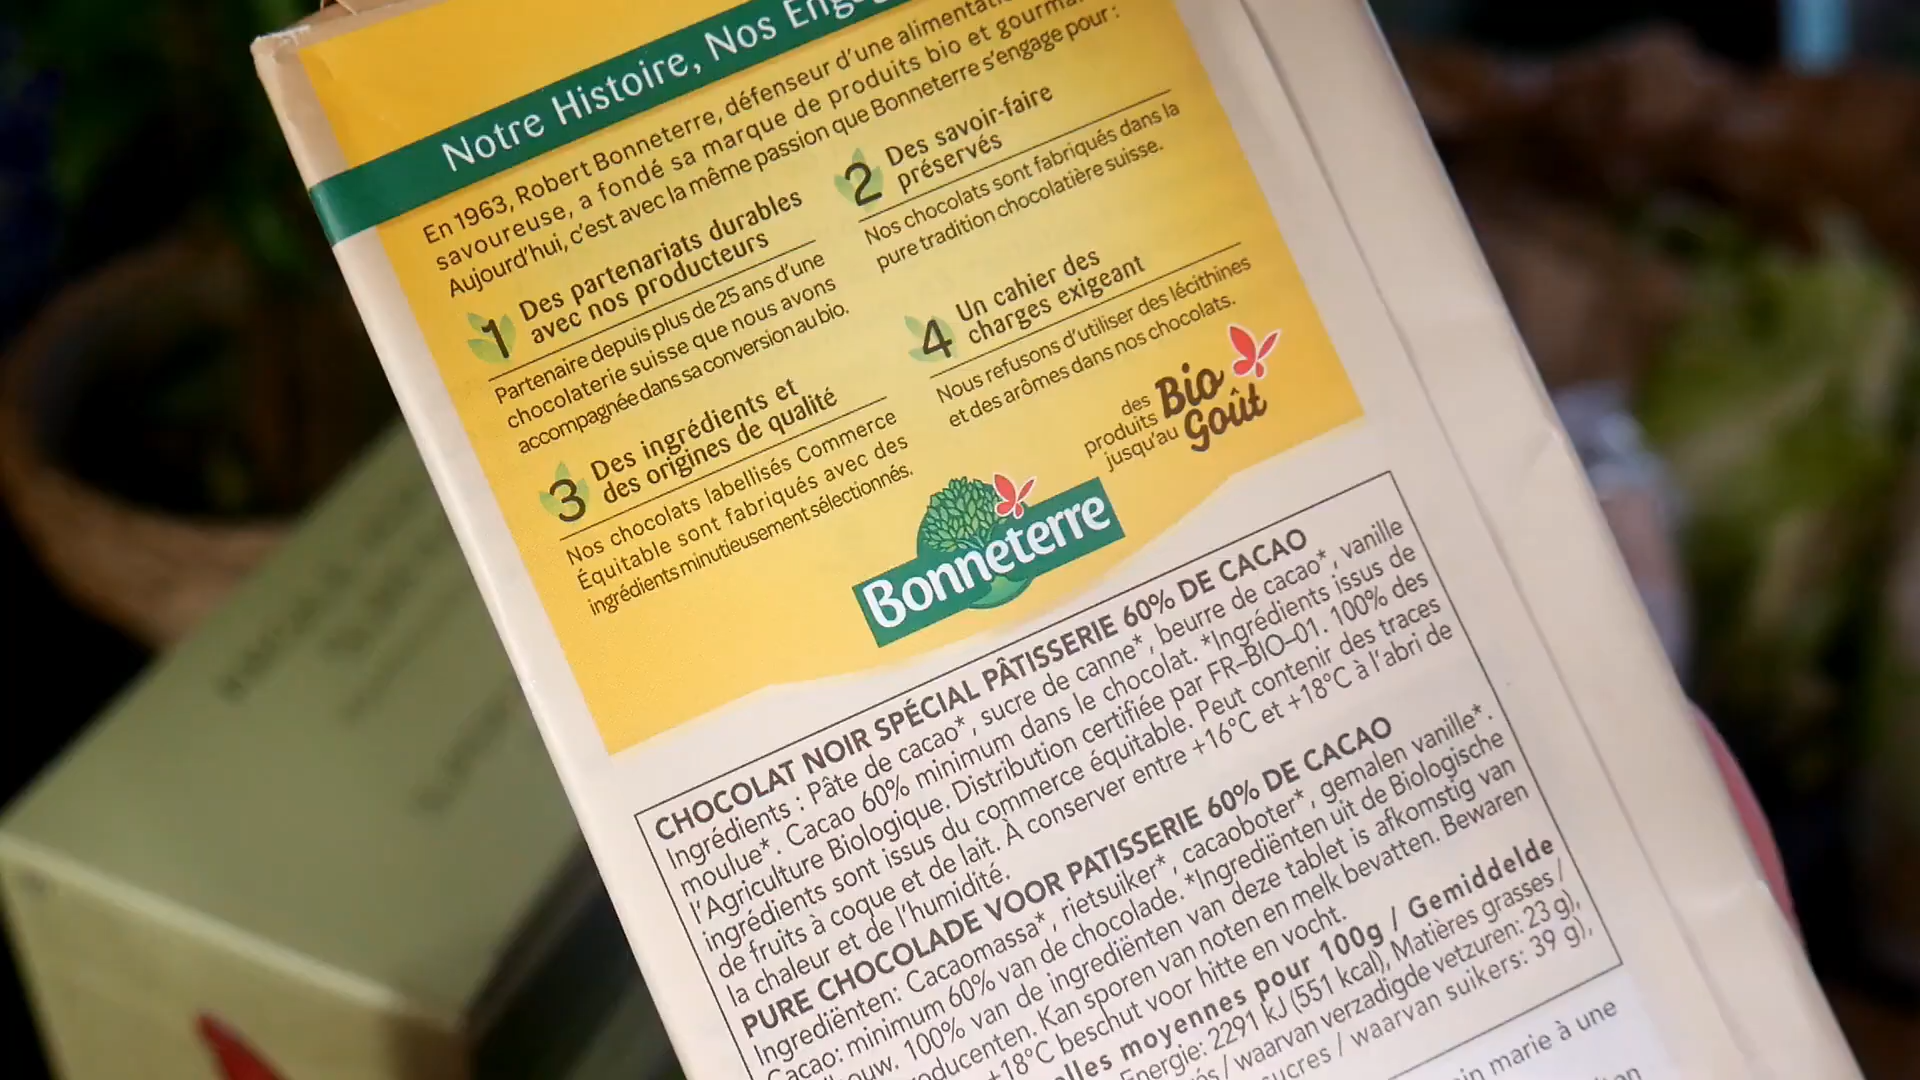 Notre Histoire, Nos
En 1963, Robert Bonneterre, défenseur d'une
savoureuse, a fondé sa marque de produits bio et
Aujourd'hui, c'est avec la même passion que Bonneterre s'engage pour :
1 Des partenariats durables
avec nos producteurs
Partenaire depuis plus de 25 ans d'une
chocolaterie suisse que nous avons
accompagnée dans sa conversion au bio.
2 Des savoir-faire
préservés
Nos chocolats sont fabriqués dans la
pure tradition chocolatière suisse.
3 Des ingrédients et
des origines de qualité
Nos chocolats labellisés Commerce
Équitable sont fabriqués avec des
ingrédients minutieusement sélectionnés.
4 Un cahier des
charges exigeant
Nous refusons d'utiliser des lécithines
et des arômes dans nos chocolats.
des
produits
jusqu'au
Bio
Goût
Bonneterre
CHOCOLAT NOIR SPÉCIAL PÂTISSERIE 60% DE CACAO
Ingrédients : Pâte de cacao*, sucre de canne*, beurre de cacao*, vanille
moulue*. Cacao 60% minimum dans le chocolat. *Ingrédients issus de
l'Agriculture Biologique. Distribution certifiée par FR-BIO-01. 100% des
ingrédients sont issus du commerce équitable. Peut contenir des traces
de fruits à coque et de lait. À conserver entre +16°C et +18°C à l'abri de
la chaleur et de l'humidité.
PURE CHOCOLADE VOOR PATISSERIE 60% DE CACAO
Ingrediënten: Cacaomassa*, rietsuiker*, cacaoboter*, gemalen vanille*.
Cacao: minimum 60% van de chocolade. *Ingrediënten uit de Biologische
100% van de ingrediënten van deze tablet is afkomstig van
Kan sporen van noten en melk bevatten. Bewaren
+18°C beschut voor hitte en vocht.
moyennes pour 100g / Gemiddelde
Energie: 2291 kJ (551 kcal), Matières grasses /
/ waarvan verzadigde vetzuren: 23 g),
sucres / waarvan suikers: 39 g),
marie à une